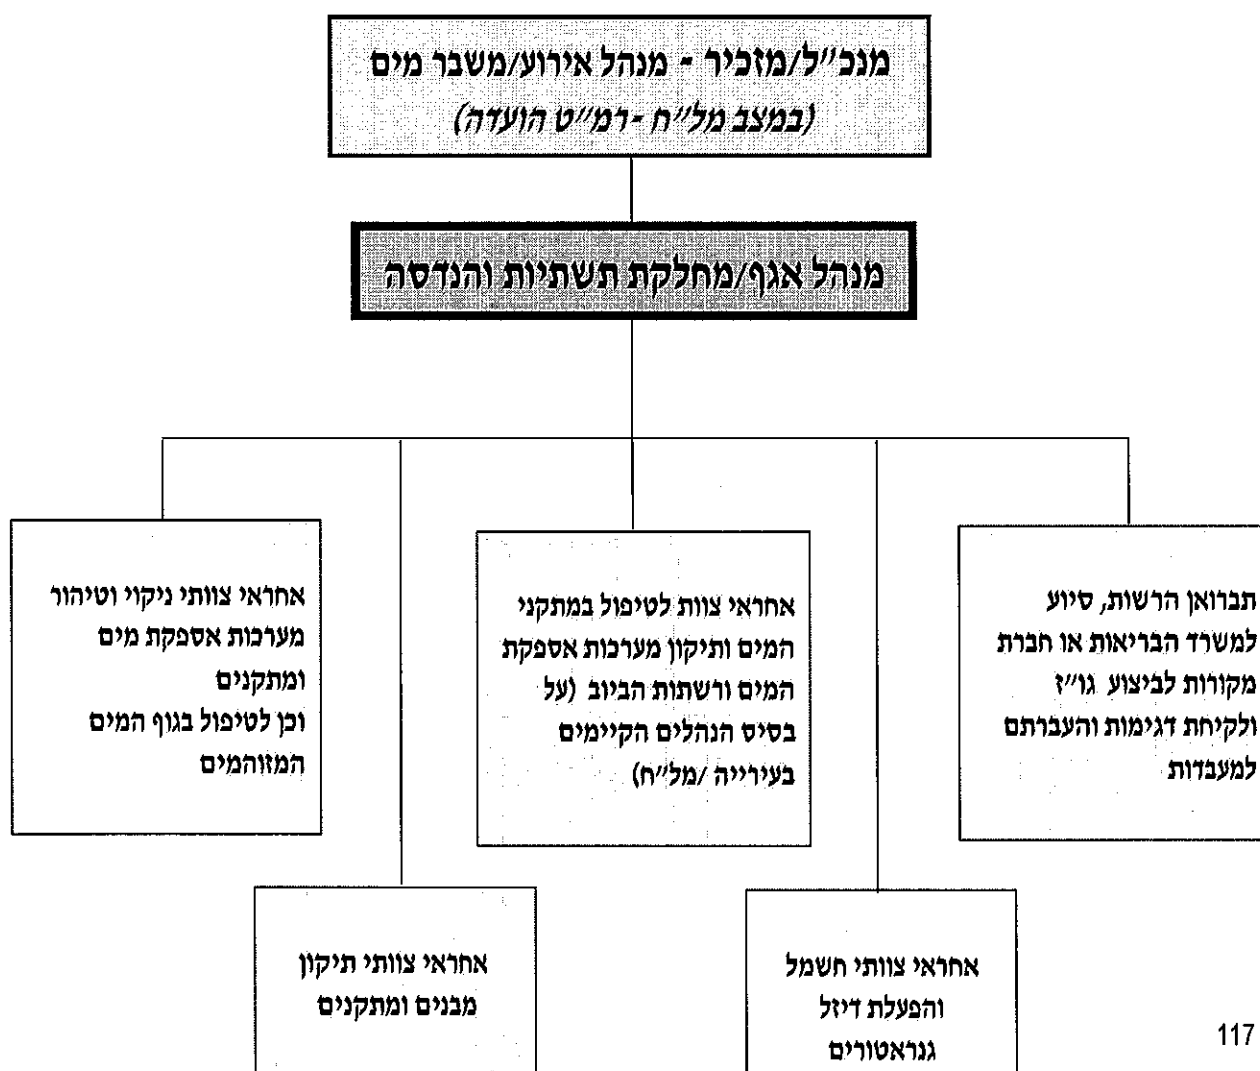 מנכ"ל/מזכיר - מנהל אירוע/משבר מים
(במצב מל"ח -רמ"ט הועדה)
מנהל אגף/מחלקת תשתיות והנדסה
תברואן הרשות, סיוע
למשרד הבריאות או חברת
מקורות לביצוע גו"ז
ולקיחת דגימות והעברתם
למעבדות
אחראי צוות לטיפול במתקני
המים ותיקון מערכות אספקת
המים ורשתות הביוב (על
בסיס הנהלים הקיימים
בעירייה /מל"ח)
אחראי צוותי ניקוי וטיהור
מערכות אספקת מים
ומתקנים
וכן לטיפול בגוף המים
המזוהמים
אחראי צוותי חשמל
והפעלת דיזל
גנראטורים
אחראי צוותי תיקון
מבנים ומתקנים
117